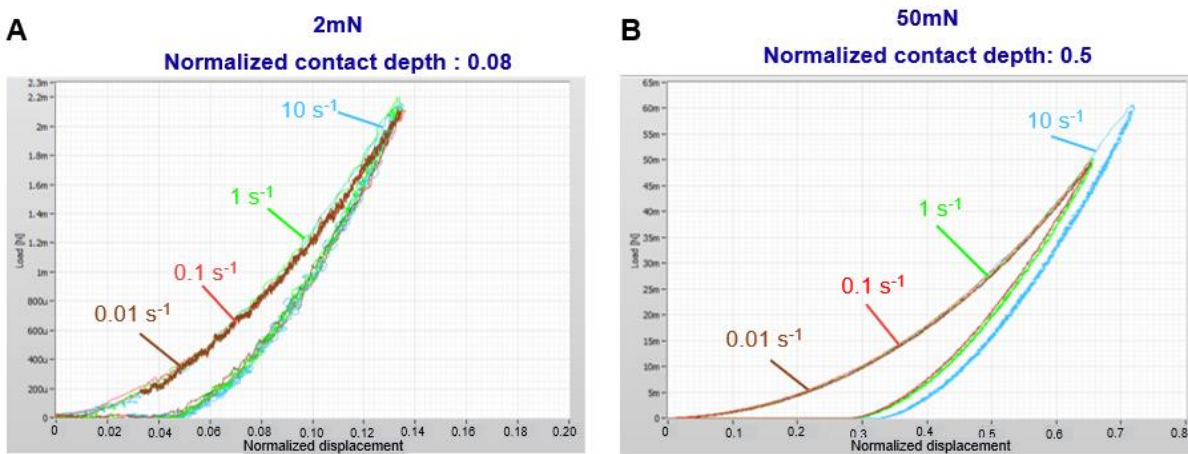 A
2mN
Normalized contact depth : 0.08
2.3m
2.2m
2m
1.8m
1.6m
1.4m
1.2m
1m
800u
600u
400u
200u
0
Load [N]
10 s⁻¹
1 s⁻¹
0.1 s⁻¹
0.01 s⁻¹
0 0.02 0.04 0.06 0.08 0.10 0.12 0.14 0.16 0.18 0.20
Normalized displacement
B
50mN
Normalized contact depth: 0.5
65m
60m
55m
50m
45m
40m
35m
30m
25m
20m
15m
10m
5m
0
Load [N]
10 s⁻¹
1 s⁻¹
0.1 s⁻¹
0.01 s⁻¹
0 0.1 0.2 0.3 0.4 0.5 0.6 0.7 0.8
Normalized displacement